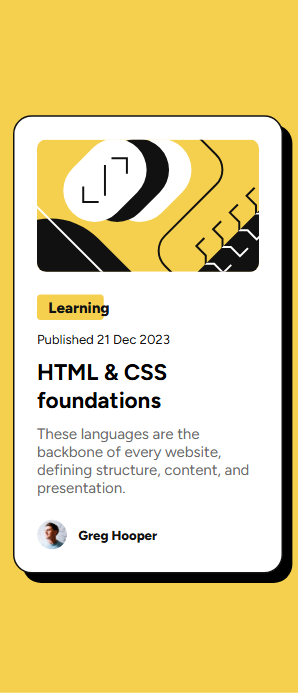 Learning
Published 21 Dec 2023
HTML & CSS
foundations
These languages are the
backbone of every website,
defining structure, content, and
presentation.
Greg Hooper